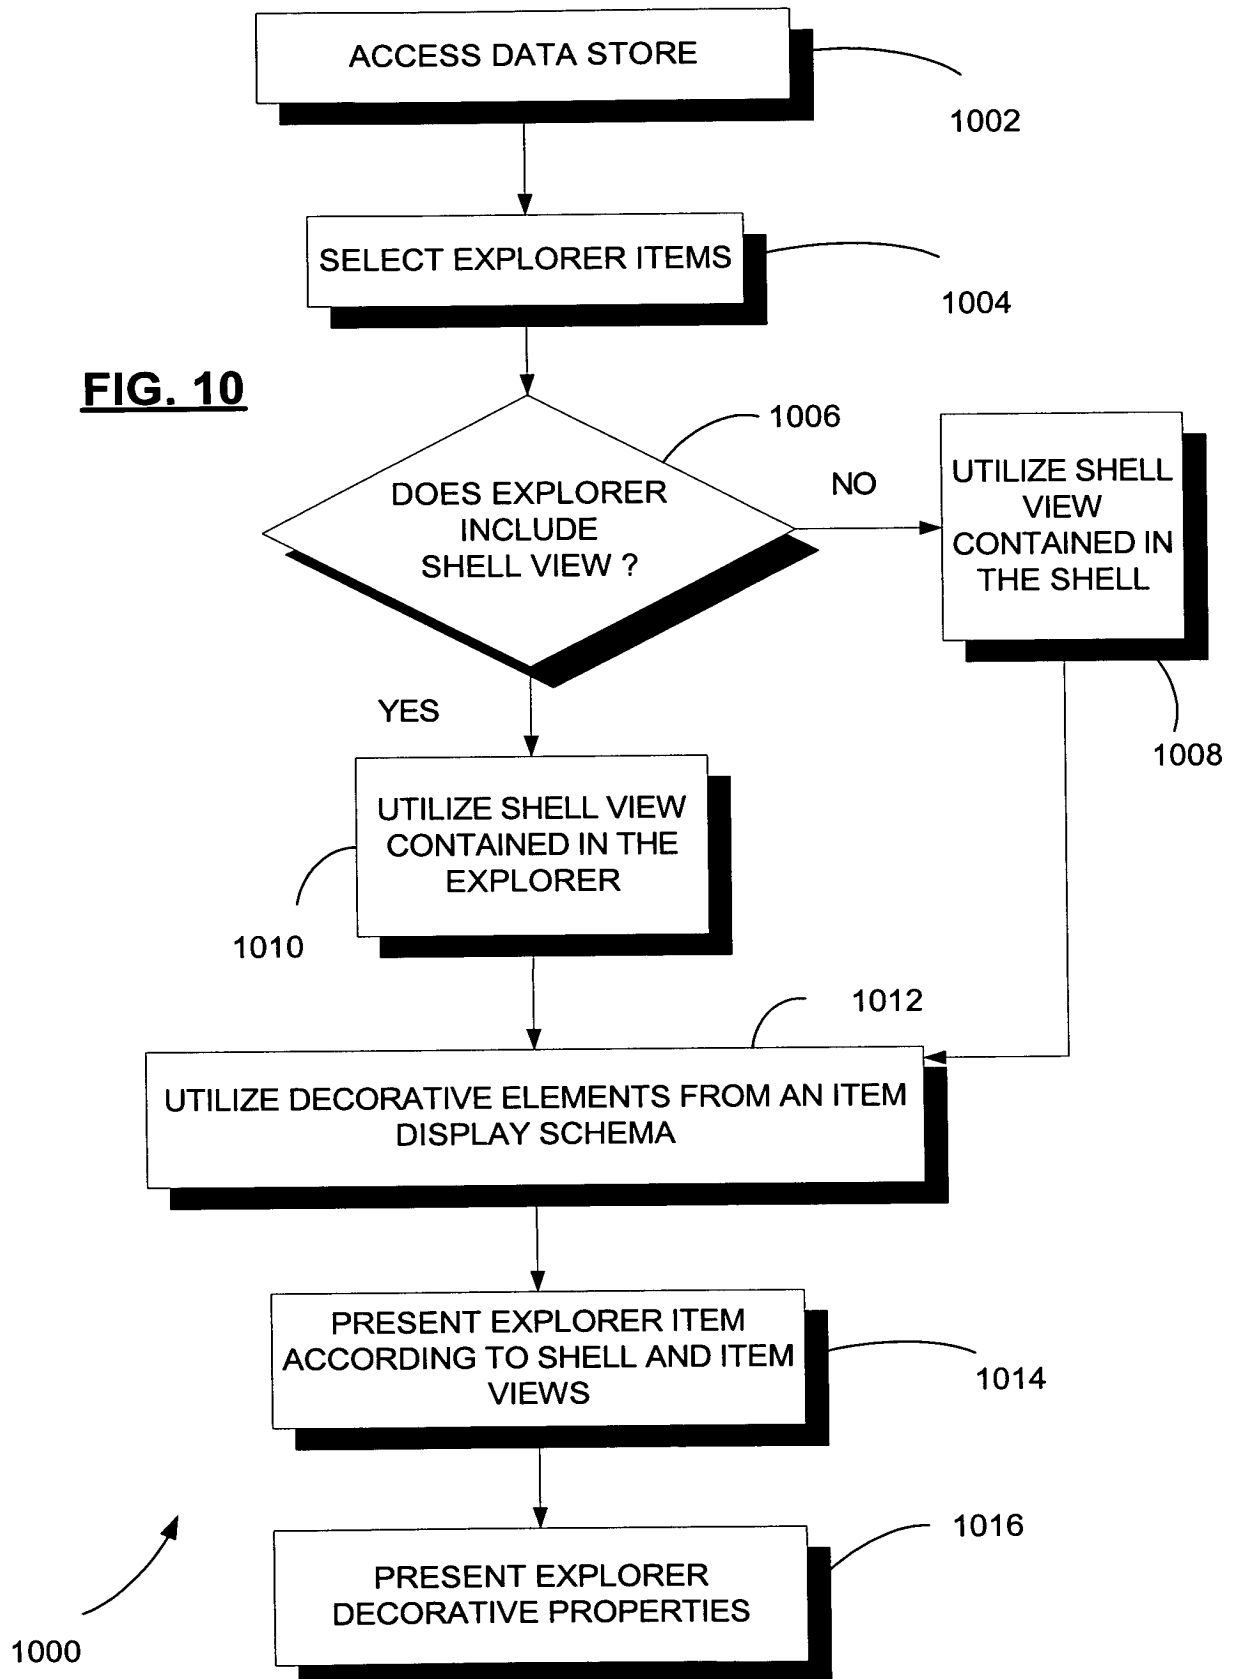 ACCESS DATA STORE
1002
SELECT EXPLORER ITEMS
1004
FIG. 10
1006
DOES EXPLORER
INCLUDE
SHELL VIEW ?
NO
UTILIZE SHELL
VIEW
CONTAINED IN
THE SHELL
1008
YES
UTILIZE SHELL VIEW
CONTAINED IN THE
EXPLORER
1010
1012
UTILIZE DECORATIVE ELEMENTS FROM AN ITEM
DISPLAY SCHEMA
PRESENT EXPLORER ITEM
ACCORDING TO SHELL AND ITEM
VIEWS
1014
1016
PRESENT EXPLORER
DECORATIVE PROPERTIES
1000